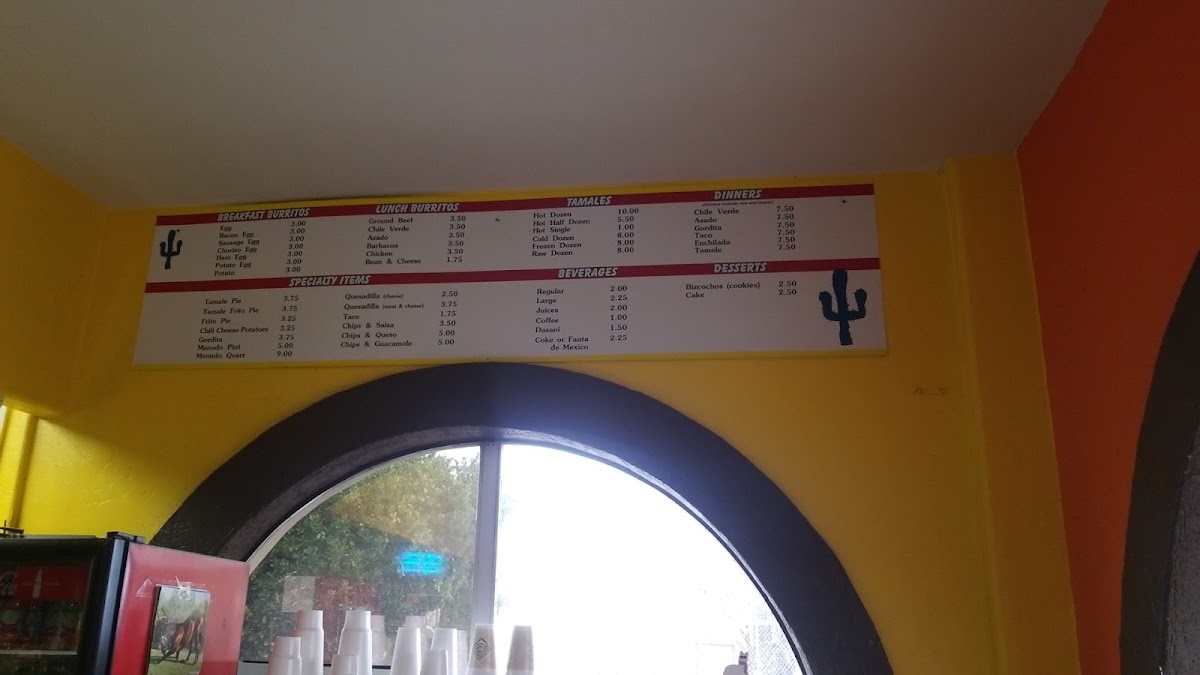 BREAKFAST BURRITOS
Egg 3.00
Bacon Egg 3.00
Sausage Egg 3.00
Chorizo Egg 3.00
Ham Egg 3.00
Potato Egg 3.00
Potato 3.00
LUNCH BURRITOS
Ground Beef 3.50
Chile Verde 3.50
Asado 3.50
Barbacoa 3.50
Chicken 3.50
Bean & Cheese 1.75
TAMALES
Hot Dozen 10.00
Hot Half Dozen 5.50
Hot Single 1.00
Cold Dozen 8.00
Frozen Dozen 8.00
Raw Dozen 8.00
DINNERS
(Dinners include rice and beans)
Chile Verde 7.50
Asado 7.50
Gordita 7.50
Taco 7.50
Enchilada 7.50
Tamale 7.50
SPECIALTY ITEMS
Tamale Pie 3.75
Tamale Frito Pie 3.75
Frito Pie 3.25
Chili Cheese Potatoes 3.25
Gordita 3.75
Menudo Pint 5.00
Menudo Quart 9.00
Quesadilla (cheese) 2.50
Quesadilla (meat & cheese) 3.75
Taco 1.75
Chips & Salsa 3.50
Chips & Queso 5.00
Chips & Guacamole 5.00
BEVERAGES
Regular 2.00
Large 2.25
Juices 2.00
Coffee 1.00
Dasani 1.50
Coke or Fanta 2.25
de Mexico
DESSERTS
Bizcochos (cookies) 2.50
Cake 2.50